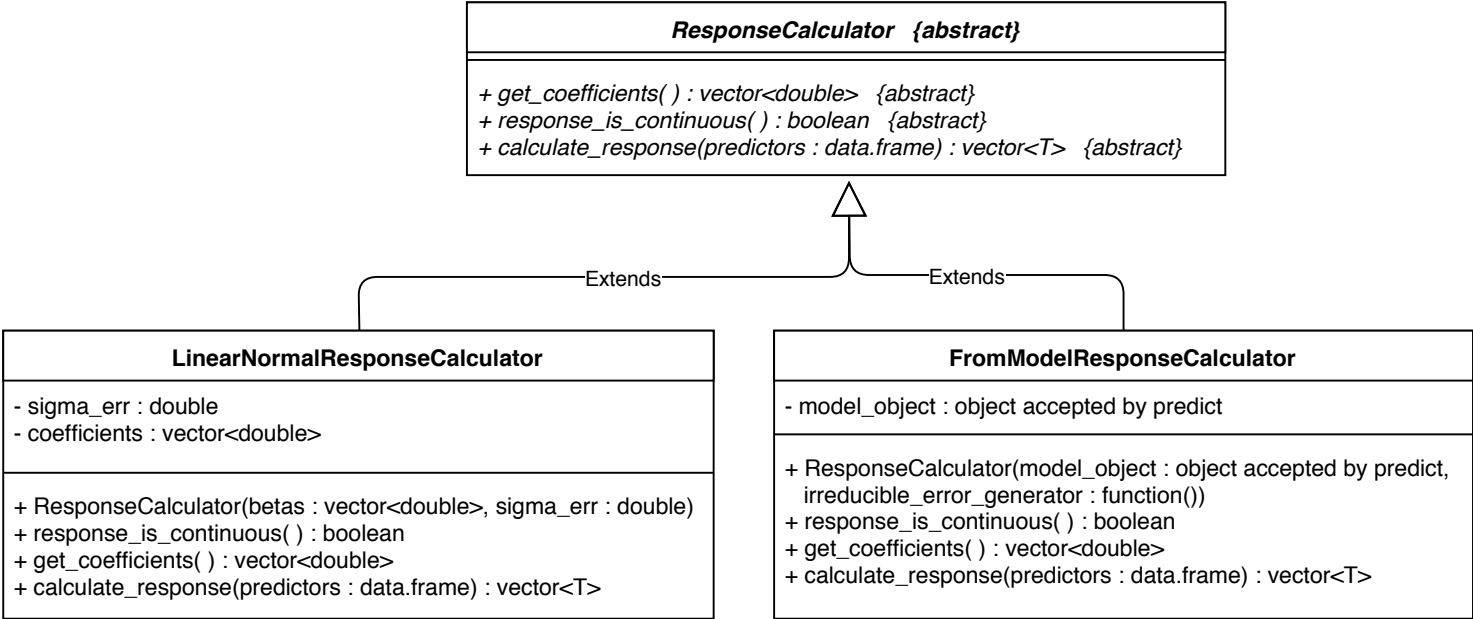 ResponseCalculator {abstract}
+ get_coefficients( ) : vector<double> {abstract}
+ response_is_continuous( ) : boolean {abstract}
+ calculate_response(predictors : data.frame) : vector<T> {abstract}
Extends
Extends
LinearNormalResponseCalculator
- sigma_err : double
- coefficients : vector<double>
+ ResponseCalculator(betas : vector<double>, sigma_err : double)
+ response_is_continuous( ) : boolean
+ get_coefficients( ) : vector<double>
+ calculate_response(predictors : data.frame) : vector<T>
FromModelResponseCalculator
- model_object : object accepted by predict
+ ResponseCalculator(model_object : object accepted by predict,
irreducible_error_generator : function())
+ response_is_continuous( ) : boolean
+ get_coefficients( ) : vector<double>
+ calculate_response(predictors : data.frame) : vector<T>